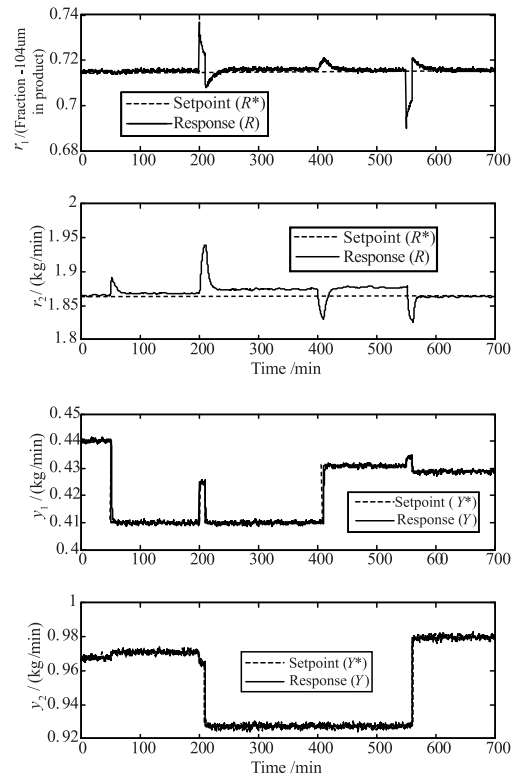 0.74
0.72
0.7
0.68
r1/(Fraction -104um
in product)
Setpoint (R*)
Response (R)
0 100 200 300 400 500 600 700
2
1.95
1.9
1.85
1.8
r2/ (kg/min)
Setpoint (R*)
Response (R)
0 100 200 300 400 500 600 700
Time /min
0.45
0.44
0.43
0.42
0.41
0.4
y1/(kg/min)
Setpoint ( Y*)
Response (Y)
0 100 200 300 400 500 600 700
1
0.98
0.96
0.94
0.92
y2/ (kg/min)
Setpoint (Y*)
Response (Y)
0 100 200 300 400 500 600 700
Time /min